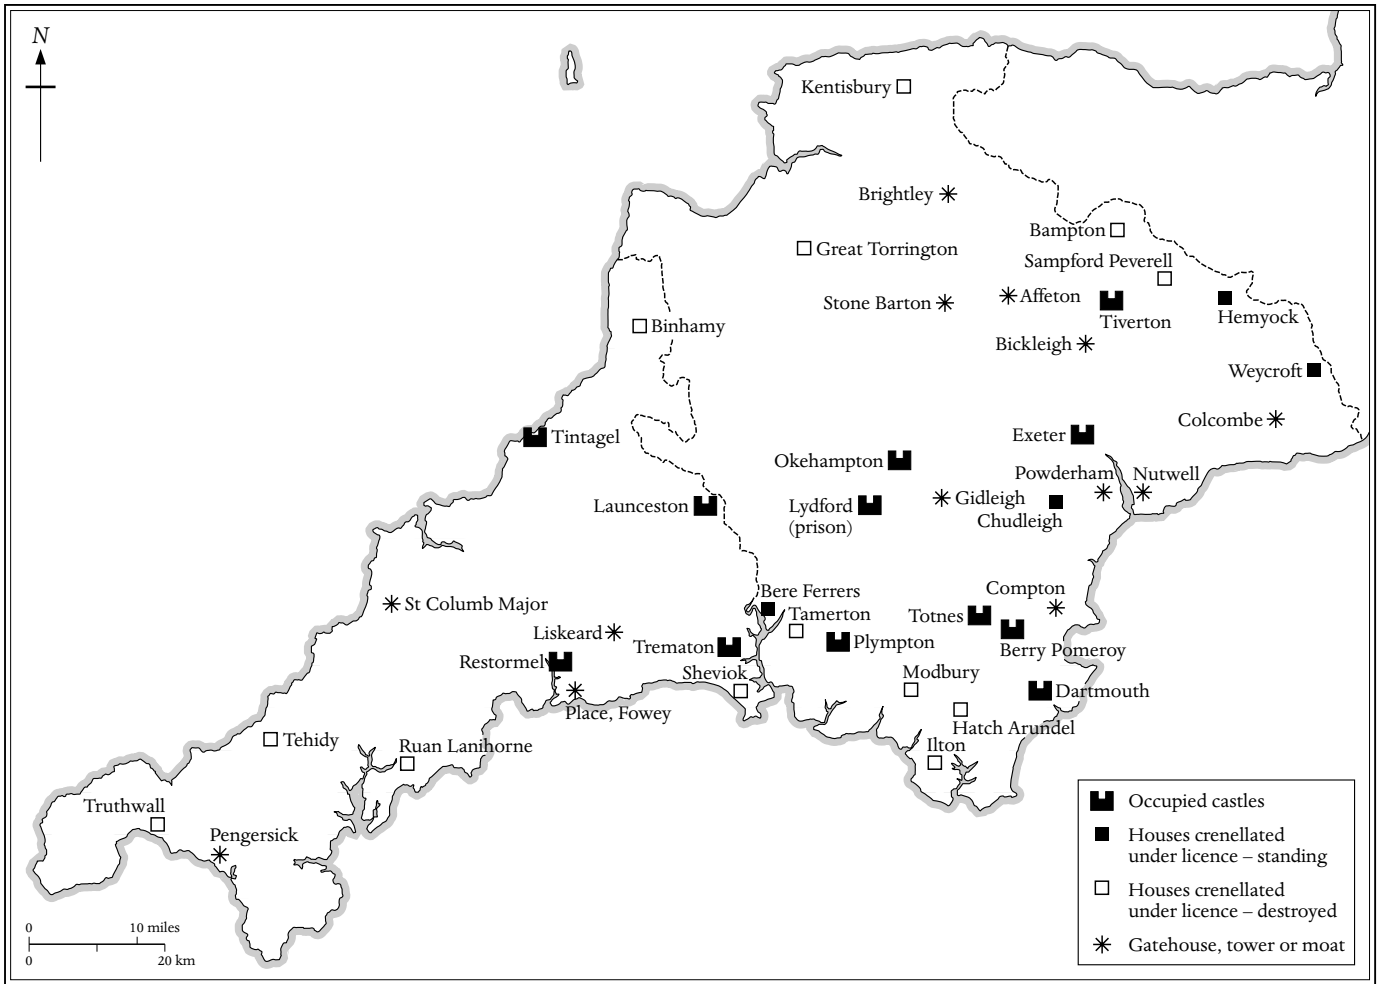 N
Kentisbury
Brightley
Bampton
Great Torrington
Sampford Peverell
Stone Barton
Affeton
Tiverton
Hemyock
Binhamy
Bickleigh
Weycroft
Colcombe
Tintagel
Exeter
Okehampton
Powderham
Nutwell
Launceston
Lydford
(prison)
Gidleigh
Chudleigh
Bere Ferrers
Compton
St Columb Major
Tamerton
Totnes
Liskeard
Trematon
Plympton
Berry Pomeroy
Restormel
Sheviok
Modbury
Dartmouth
Place, Fowey
Hatch Arundel
Tehidy
Ruan Lanihorne
Ilton
Truthwall
Pengersick
Occupied castles
Houses crenellated
under licence – standing
Houses crenellated
under licence – destroyed
Gatehouse, tower or moat
0 10 miles
0 20 km